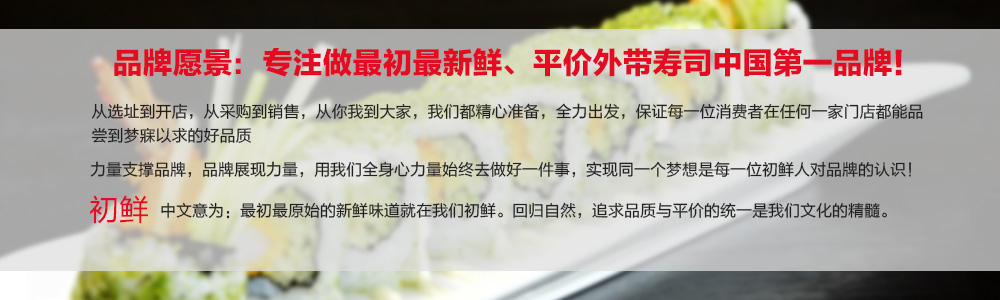 品牌愿景：专注做最初最新鲜、平价外带寿司中国第一品牌！
从选址到开店，从采购到销售，从你我到大家，我们都精心准备，全力出发，保证每一位消费者在任何一家门店都能品
尝到梦寐以求的好品质
力量支撑品牌，品牌展现力量，用我们全身心力量始终去做好一件事，实现同一个梦想是每一位初鲜人对品牌的认识！
初鲜 中文意为：最初最原始的新鲜味道就在我们初鲜。回归自然，追求品质与平价的统一是我们文化的精髓。